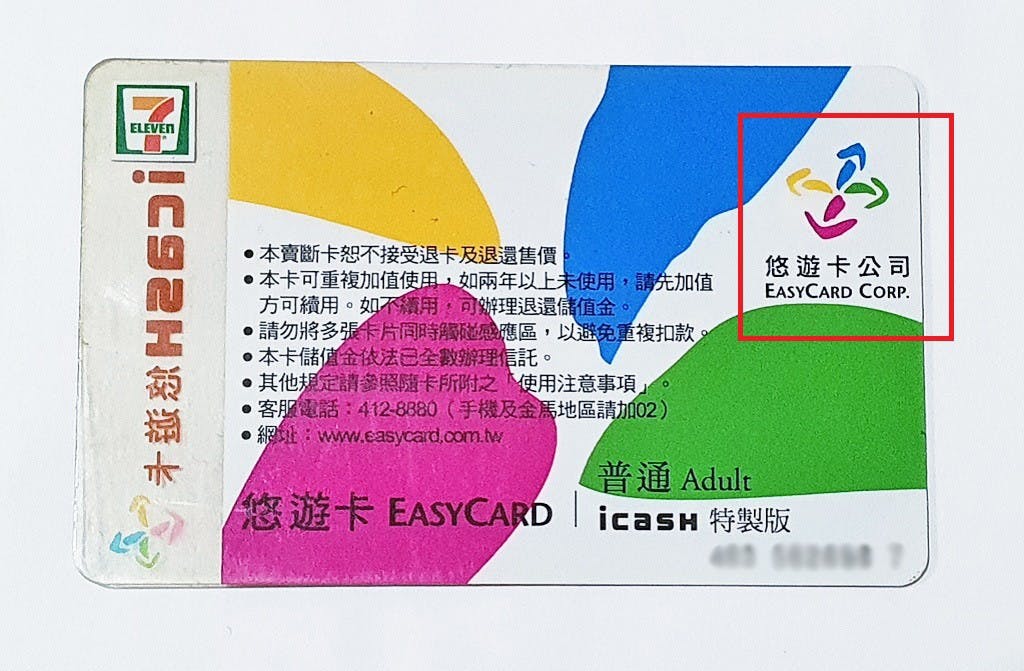 7
ELEVEN
icash 悠遊卡
悠遊卡公司
EASYCARD CORP.
●本賣斷卡恕不接受退卡及退還售價。
●本卡可重複加值使用，如兩年以上未使用，請先加值
方可續用。如不續用，可辦理退還儲值金。
●請勿將多張卡片同時觸碰感應區，以避免重複扣款。
●本卡儲值金依法已全數辦理信託。
●其他規定請參照隨卡所附之「使用注意事項」。
●客服電話：412-8880（手機及金馬地區請加02）
●網址：www.easycard.com.tw
普通 Adult
悠遊卡 EASYCARD
icash 特製版